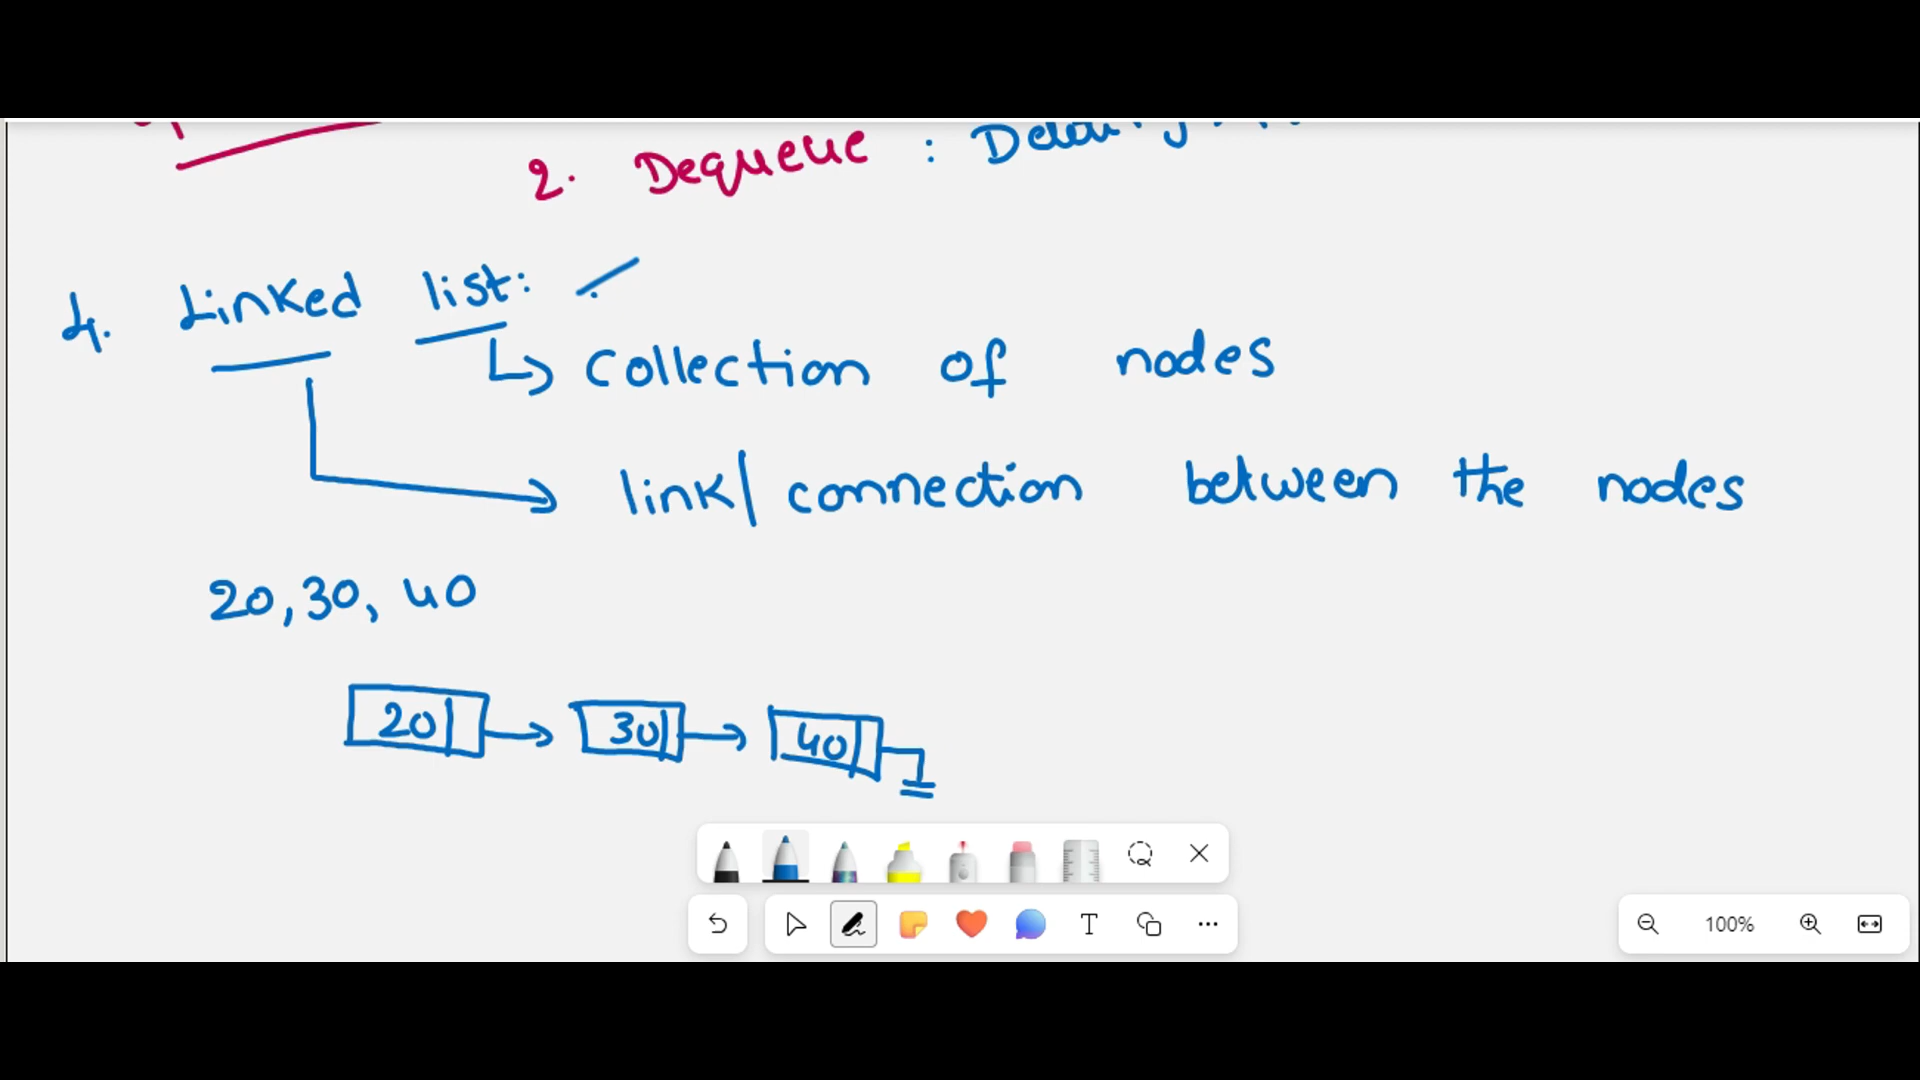 2. Dequeue :
4. Linked list:
collection of nodes
link/connection between the nodes
20, 30, 40
20 30 40
T
100%